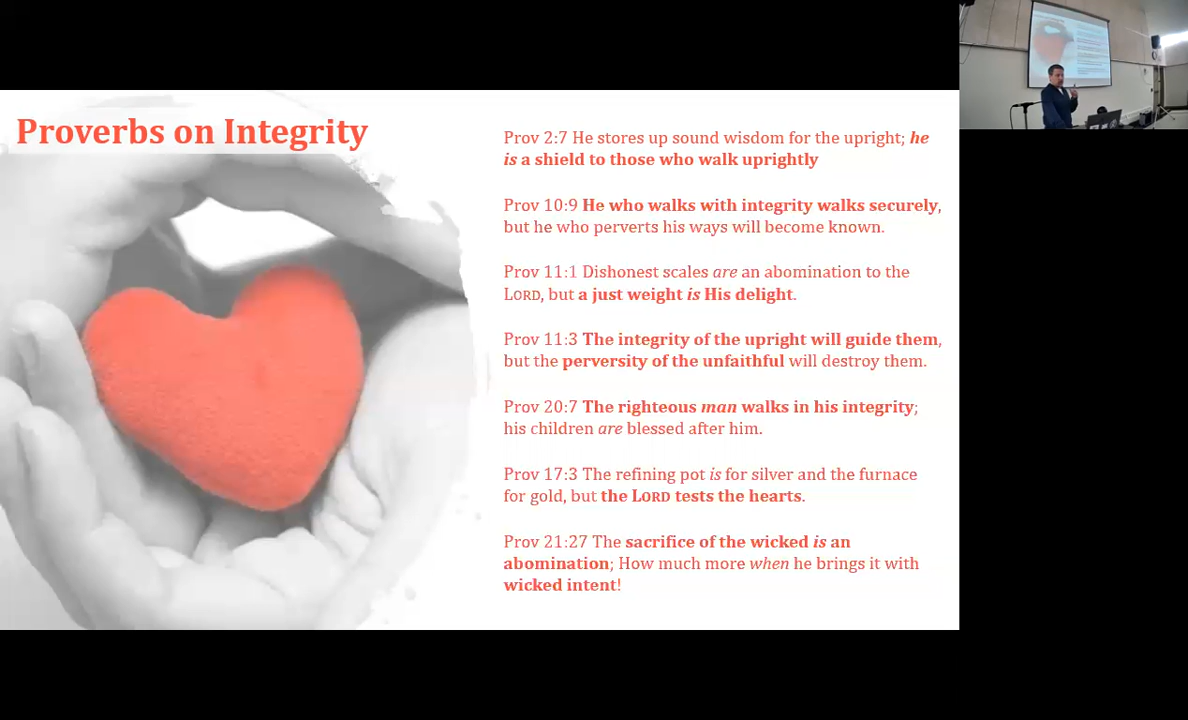 Proverbs on Integrity
Prov 2:7 He stores up sound wisdom for the upright; he
is a shield to those who walk uprightly
Prov 10:9 He who walks with integrity walks securely,
but he who perverts his ways will become known.
Prov 11:1 Dishonest scales are an abomination to the
LORD, but a just weight is His delight.
Prov 11:3 The integrity of the upright will guide them,
but the perversity of the unfaithful will destroy them.
Prov 20:7 The righteous man walks in his integrity;
his children are blessed after him.
Prov 17:3 The refining pot is for silver and the furnace
for gold, but the LORD tests the hearts.
Prov 21:27 The sacrifice of the wicked is an
abomination; How much more when he brings it with
wicked intent!